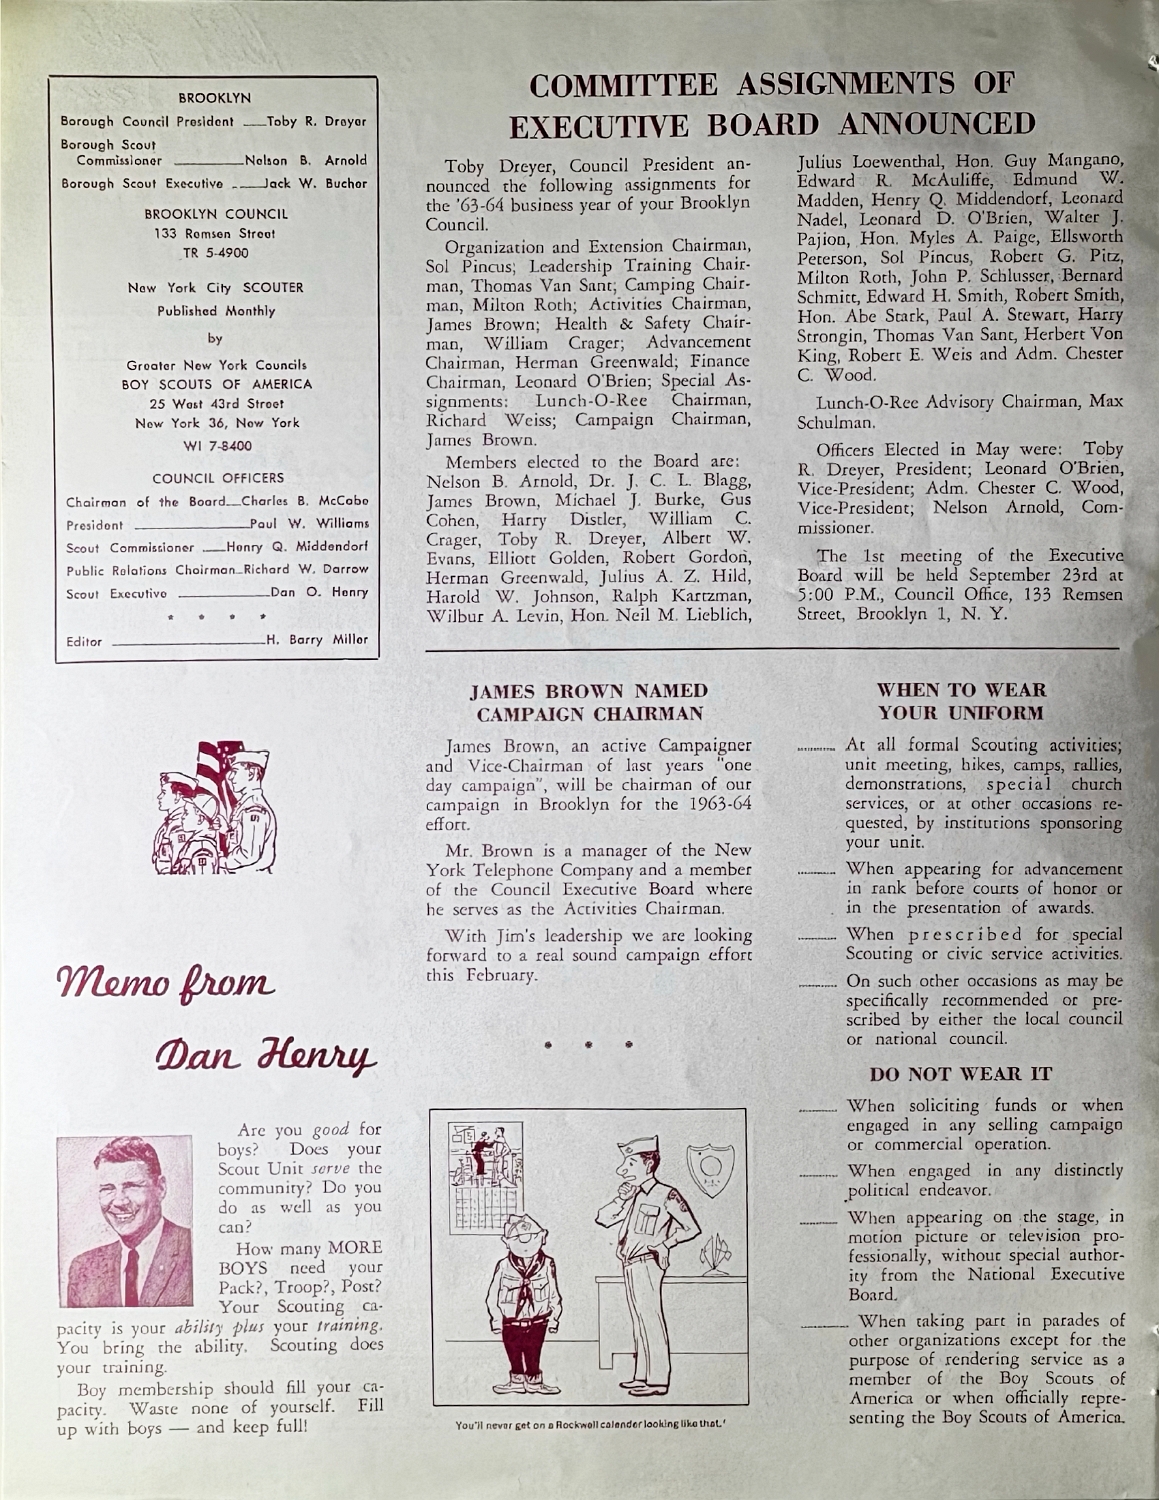 BROOKLYN
Borough Council President ___Toby R. Dreyer
Borough Scout
Commissioner _________Nelson B. Arnold
Borough Scout Executive ____Jack W. Bucher
BROOKLYN COUNCIL
133 Remsen Street
TR 5-4900
New York City SCOUTER
Published Monthly
by
Greater New York Councils
BOY SCOUTS OF AMERICA
25 West 43rd Street
New York 36, New York
WI 7-8400
COUNCIL OFFICERS
Chairman of the Board__Charles B. McCabe
President ______________Paul W. Williams
Scout Commissioner ___Henry Q. Middendorf
Public Relations Chairman_Richard W. Darrow
Scout Executive ___________Dan O. Henry
* * * *
Editor ___________________H. Barry Miller
COMMITTEE ASSIGNMENTS OF
EXECUTIVE BOARD ANNOUNCED
Toby Dreyer, Council President an-
nounced the following assignments for
the '63-64 business year of your Brooklyn
Council.
Organization and Extension Chairman,
Sol Pincus; Leadership Training Chair-
man, Thomas Van Sant; Camping Chair-
man, Milton Roth; Activities Chairman,
James Brown; Health & Safety Chair-
man, William Crager; Advancement
Chairman, Herman Greenwald; Finance
Chairman, Leonard O'Brien; Special As-
signments: Lunch-O-Ree Chairman,
Richard Weiss; Campaign Chairman,
James Brown.
Members elected to the Board are:
Nelson B. Arnold, Dr. J. C. L. Blagg,
James Brown, Michael J. Burke, Gus
Cohen, Harry Distler, William C.
Crager, Toby R. Dreyer, Albert W.
Evans, Elliott Golden, Robert Gordon,
Herman Greenwald, Julius A. Z. Hild,
Harold W. Johnson, Ralph Kartzman,
Wilbur A. Levin, Hon. Neil M. Lieblich,
Julius Loewenthal, Hon. Guy Mangano,
Edward R. McAuliffe, Edmund W.
Madden, Henry Q. Middendorf, Leonard
Nadel, Leonard D. O'Brien, Walter J.
Pajion, Hon. Myles A. Paige, Ellsworth
Peterson, Sol Pincus, Robert G. Pitz,
Milton Roth, John P. Schlusser, Bernard
Schmitt, Edward H. Smith, Robert Smith,
Hon. Abe Stark, Paul A. Stewart, Harry
Strongin, Thomas Van Sant, Herbert Von
King, Robert E. Weis and Adm. Chester
C. Wood.
Lunch-O-Ree Advisory Chairman, Max
Schulman.
Officers Elected in May were: Toby
R. Dreyer, President; Leonard O'Brien,
Vice-President; Adm. Chester C. Wood,
Vice-President; Nelson Arnold, Com-
missioner.
The 1st meeting of the Executive
Board will be held September 23rd at
5:00 P.M., Council Office, 133 Remsen
Street, Brooklyn 1, N. Y.
Memo from
Dan Henry
Are you good for
boys? Does your
Scout Unit serve the
community? Do you
do as well as you
can?
How many MORE
BOYS need your
Pack?, Troop?, Post?
Your Scouting ca-
pacity is your ability plus your training.
You bring the ability. Scouting does
your training.
Boy membership should fill your ca-
pacity. Waste none of yourself. Fill
up with boys — and keep full!
JAMES BROWN NAMED
CAMPAIGN CHAIRMAN
James Brown, an active Campaigner
and Vice-Chairman of last years "one
day campaign", will be chairman of our
campaign in Brooklyn for the 1963-64
effort.
Mr. Brown is a manager of the New
York Telephone Company and a member
of the Council Executive Board where
he serves as the Activities Chairman.
With Jim's leadership we are looking
forward to a real sound campaign effort
this February.
* * *
You'll never get on a Rockwell calender looking like that.'
WHEN TO WEAR
YOUR UNIFORM
.......... At all formal Scouting activities;
unit meeting, hikes, camps, rallies,
demonstrations, special church
services, or at other occasions re-
quested, by institutions sponsoring
your unit.
.......... When appearing for advancement
in rank before courts of honor or
in the presentation of awards.
.......... When prescribed for special
Scouting or civic service activities.
.......... On such other occasions as may be
specifically recommended or pre-
scribed by either the local council
or national council.
DO NOT WEAR IT
.......... When soliciting funds or when
engaged in any selling campaign
or commercial operation.
.......... When engaged in any distinctly
political endeavor.
.......... When appearing on the stage, in
motion picture or television pro-
fessionally, without special author-
ity from the National Executive
Board.
.......... When taking part in parades of
other organizations except for the
purpose of rendering service as a
member of the Boy Scouts of
America or when officially repre-
senting the Boy Scouts of America.